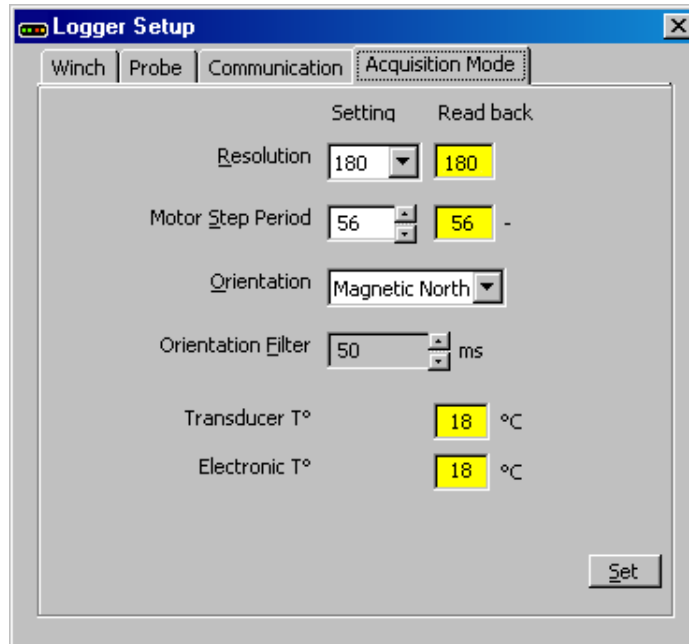 Logger Setup
Winch Probe Communication Acquisition Mode
Setting Read back
Resolution 180 180
Motor Step Period 56 56 -
Orientation Magnetic North
Orientation Filter 50 ms
Transducer T° 18 °C
Electronic T° 18 °C
Set